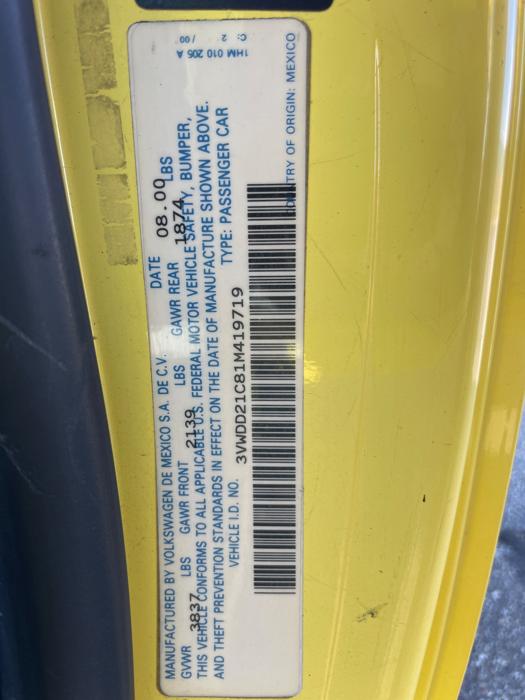 MANUFACTURED BY VOLKSWAGEN DE MEXICO S.A. DE C.V. DATE 08.00
GVWR 3837 LBS GAWR FRONT 2139 LBS GAWR REAR 1874 LBS
THIS VEHICLE CONFORMS TO ALL APPLICABLE U.S. FEDERAL MOTOR VEHICLE SAFETY, BUMPER,
AND THEFT PREVENTION STANDARDS IN EFFECT ON THE DATE OF MANUFACTURE SHOWN ABOVE.
VEHICLE I.D. NO. 3VWDD21C81M419719 TYPE: PASSENGER CAR
COUNTRY OF ORIGIN: MEXICO
1HM 010 205 A